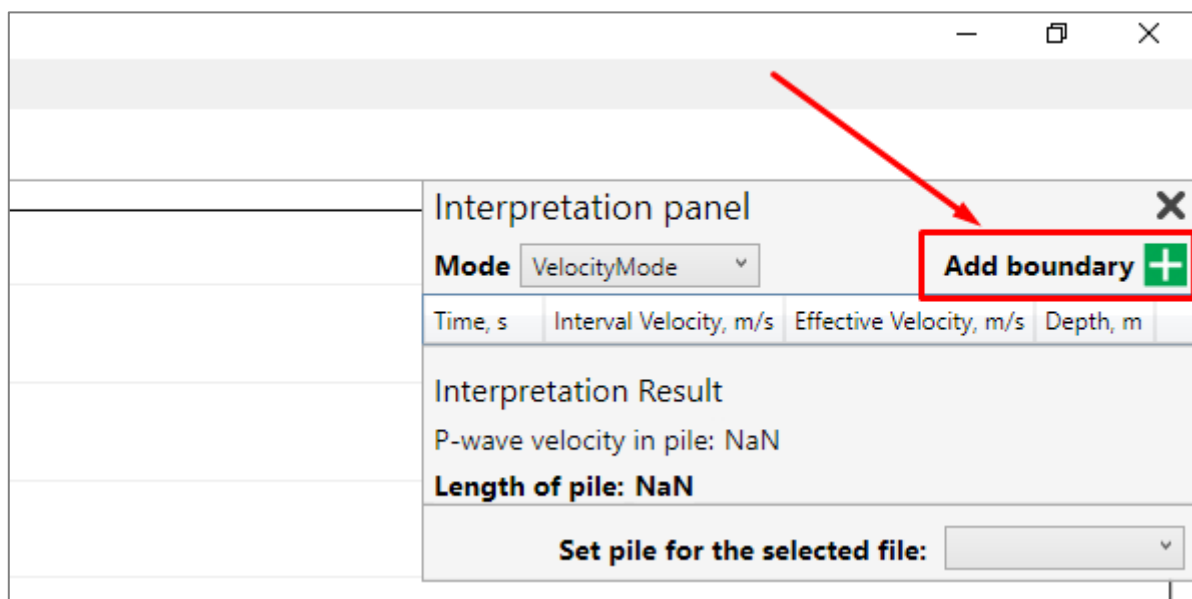 Interpretation panel
Mode VelocityMode Add boundary
Time, s Interval Velocity, m/s Effective Velocity, m/s Depth, m
Interpretation Result
P-wave velocity in pile: NaN
Length of pile: NaN
Set pile for the selected file: